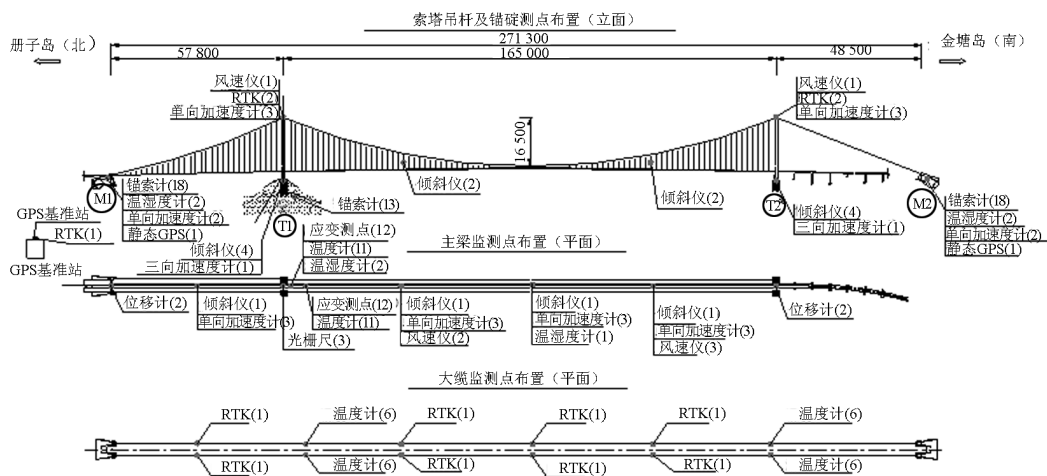 索塔吊杆及锚碇测点布置（立面）
册子岛（北）
271 300
金塘岛（南）
57 800
165 000
48 500
风速仪(1)
RTK(2)
单向加速度计(3)
风速仪(1)
RTK(2)
单向加速度计(3)
16 500
M1
锚索计(18)
温湿度计(2)
单向加速度计(2)
静态GPS(1)
GPS基准站
RTK(1)
GPS基准站
倾斜仪(2)
倾斜仪(2)
锚索计(13)
T1
T2
M2
倾斜仪(4)
三向加速度计(1)
锚索计(18)
温湿度计(2)
单向加速度计(2)
静态GPS(1)
倾斜仪(4)
三向加速度计(1)
应变测点(12)
温度计(11)
温湿度计(2)
主梁监测点布置（平面）
位移计(2)
倾斜仪(1)
单向加速度计(3)
应变测点(12)
温度计(11)
光栅尺(3)
倾斜仪(1)
单向加速度计(3)
风速仪(2)
倾斜仪(1)
单向加速度计(3)
温湿度计(1)
倾斜仪(1)
单向加速度计(3)
风速仪(3)
位移计(2)
大缆监测点布置（平面）
RTK(1)
温度计(6)
RTK(1)
RTK(1)
RTK(1)
温度计(6)
RTK(1)
温度计(6)
RTK(1)
RTK(1)
RTK(1)
温度计(6)